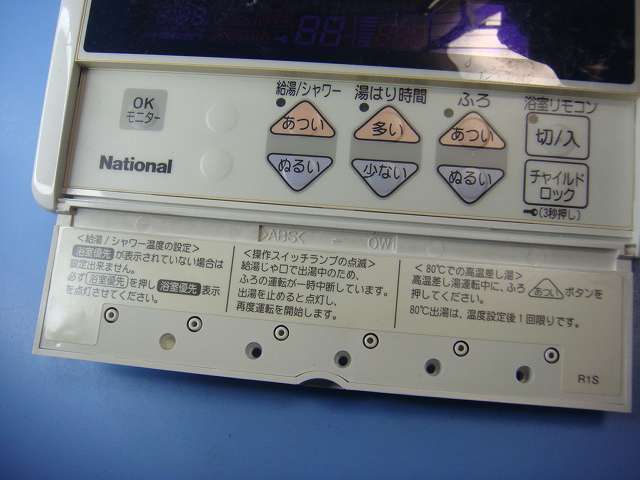 88
給湯/シャワー
湯はり時間
ふろ
浴室リモコン
OK
モニター
あつい
多い
あつい
切/入
National
ぬるい
少ない
ぬるい
チャイルド
ロック
(3秒押し)
>ABS<
<給湯/シャワー温度の設定>
浴室優先が表示されていない場合は
設定出来ません。
必ず浴室優先を押し浴室優先表示
を点灯させてください。
<操作スイッチランプの点滅>
給湯じゃ口で出湯中のため、
ふろの運転が一時中断しています。
出湯を止めると点灯し、
再度運転を開始します。
<80℃での高温差し湯>
高温差し湯運転中に、ふろ あつい ボタンを
押してください。
80℃出湯は、温度設定後1回限りです。
R1S